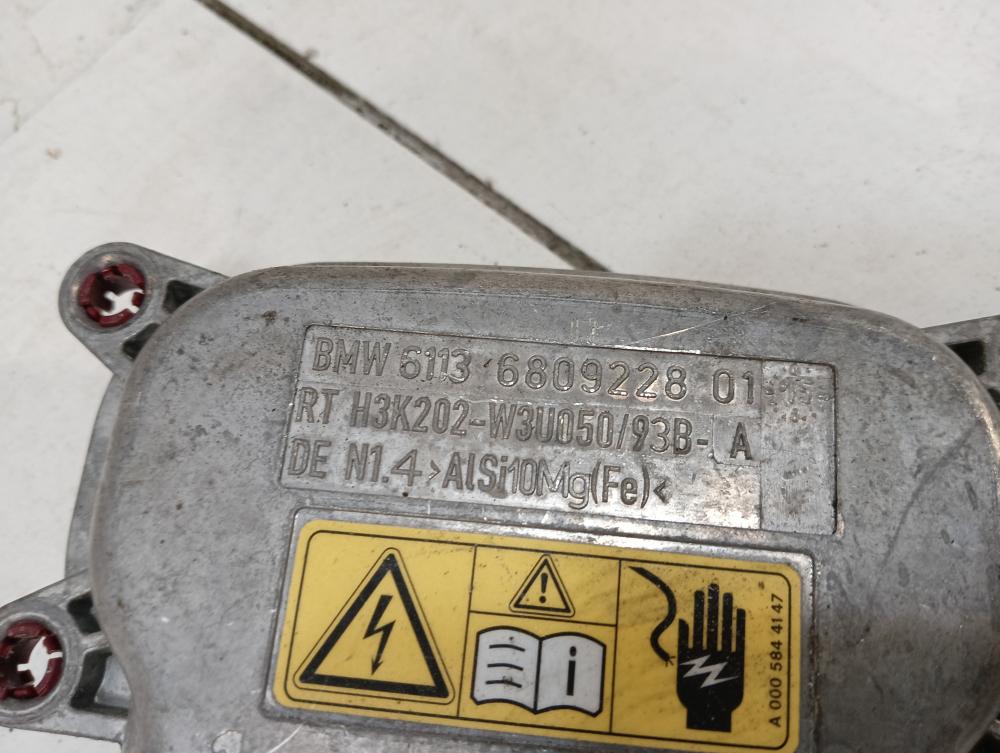 BMW 6113 6809228 01
RT H3K202-W3U050/93B- A
DE N1.4 >AlSi10Mg(Fe)<
i
A 000 584 41 47